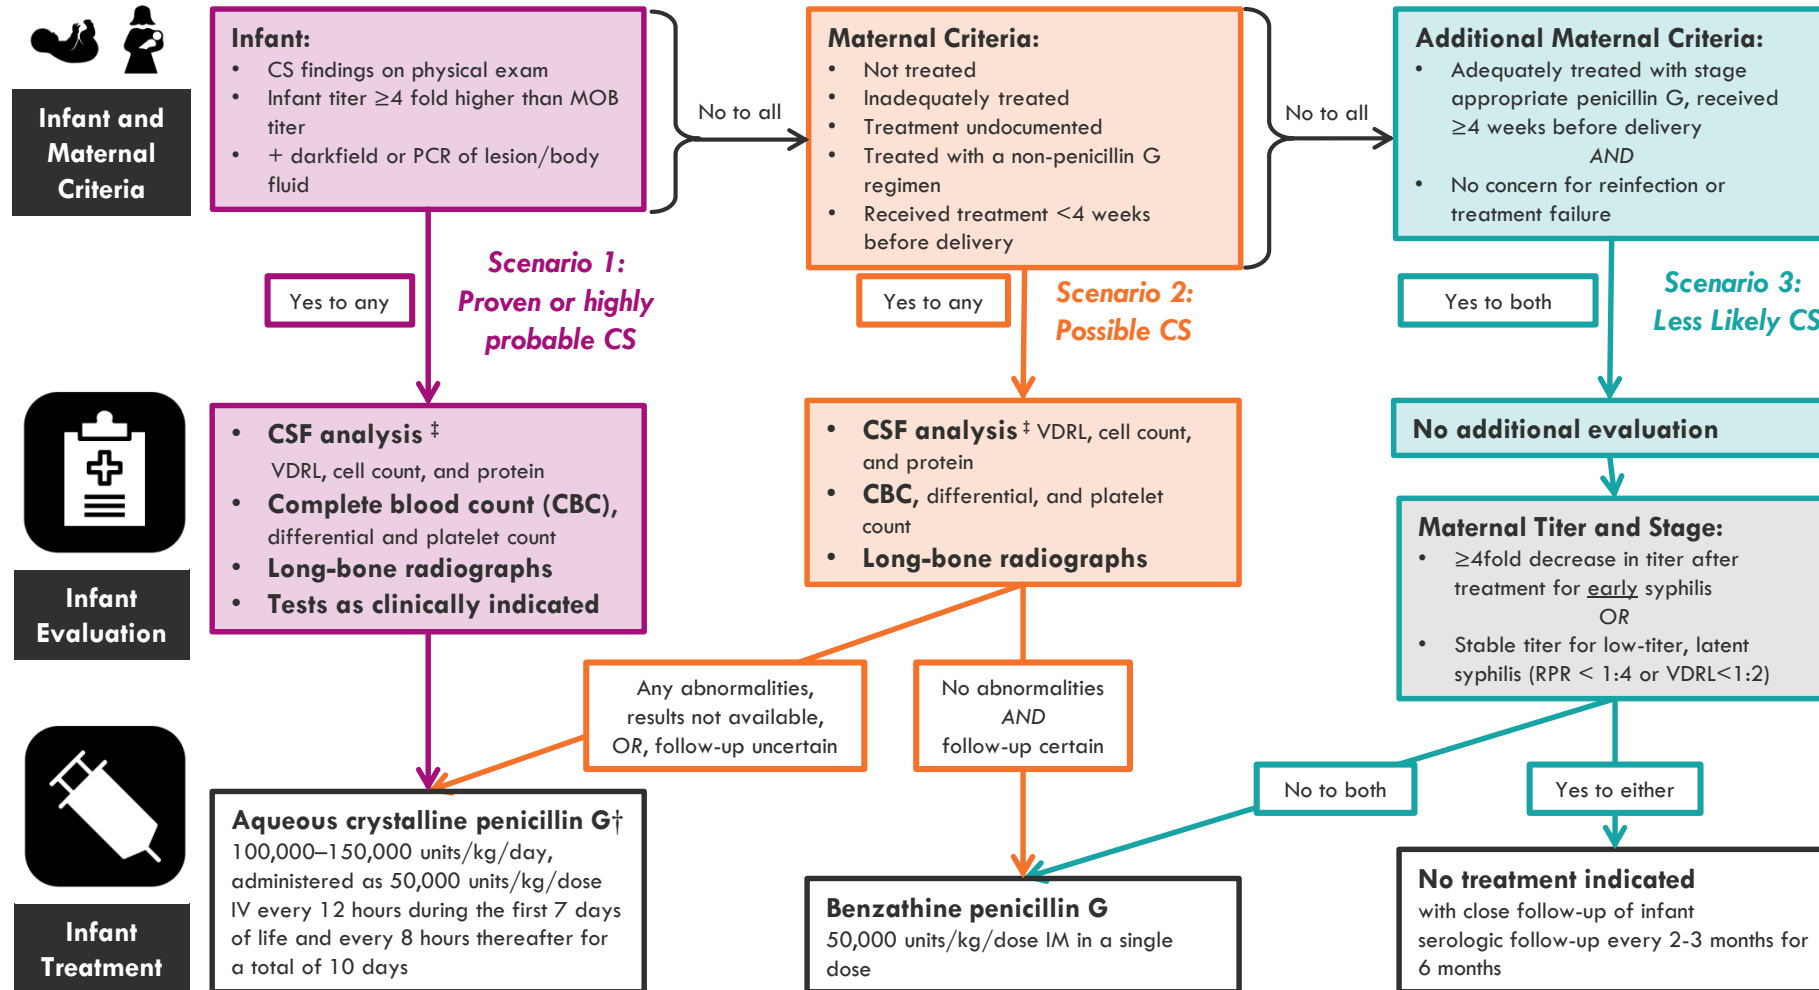 Infant and
Maternal
Criteria
Infant:
• CS findings on physical exam
• Infant titer ≥4 fold higher than MOB
titer
• + darkfield or PCR of lesion/body
fluid
No to all
Maternal Criteria:
• Not treated
• Inadequately treated
• Treatment undocumented
• Treated with a non-penicillin G
regimen
• Received treatment <4 weeks
before delivery
No to all
Additional Maternal Criteria:
• Adequately treated with stage
appropriate penicillin G, received
≥4 weeks before delivery
AND
• No concern for reinfection or
treatment failure
Yes to any
Scenario 1:
Proven or highly
probable CS
Yes to any
Scenario 2:
Possible CS
Yes to both
Scenario 3:
Less Likely CS
Infant
Evaluation
• CSF analysis ‡
VDRL, cell count, and protein
• Complete blood count (CBC),
differential and platelet count
• Long-bone radiographs
• Tests as clinically indicated
• CSF analysis ‡ VDRL, cell count,
and protein
• CBC, differential, and platelet
count
• Long-bone radiographs
No additional evaluation
Maternal Titer and Stage:
• ≥4fold decrease in titer after
treatment for early syphilis
OR
• Stable titer for low-titer, latent
syphilis (RPR < 1:4 or VDRL<1:2)
Any abnormalities,
results not available,
OR, follow-up uncertain
No abnormalities
AND
follow-up certain
No to both
Yes to either
Infant
Treatment
Aqueous crystalline penicillin G†
100,000–150,000 units/kg/day,
administered as 50,000 units/kg/dose
IV every 12 hours during the first 7 days
of life and every 8 hours thereafter for
a total of 10 days
Benzathine penicillin G
50,000 units/kg/dose IM in a single
dose
No treatment indicated
with close follow-up of infant
serologic follow-up every 2-3 months for
6 months